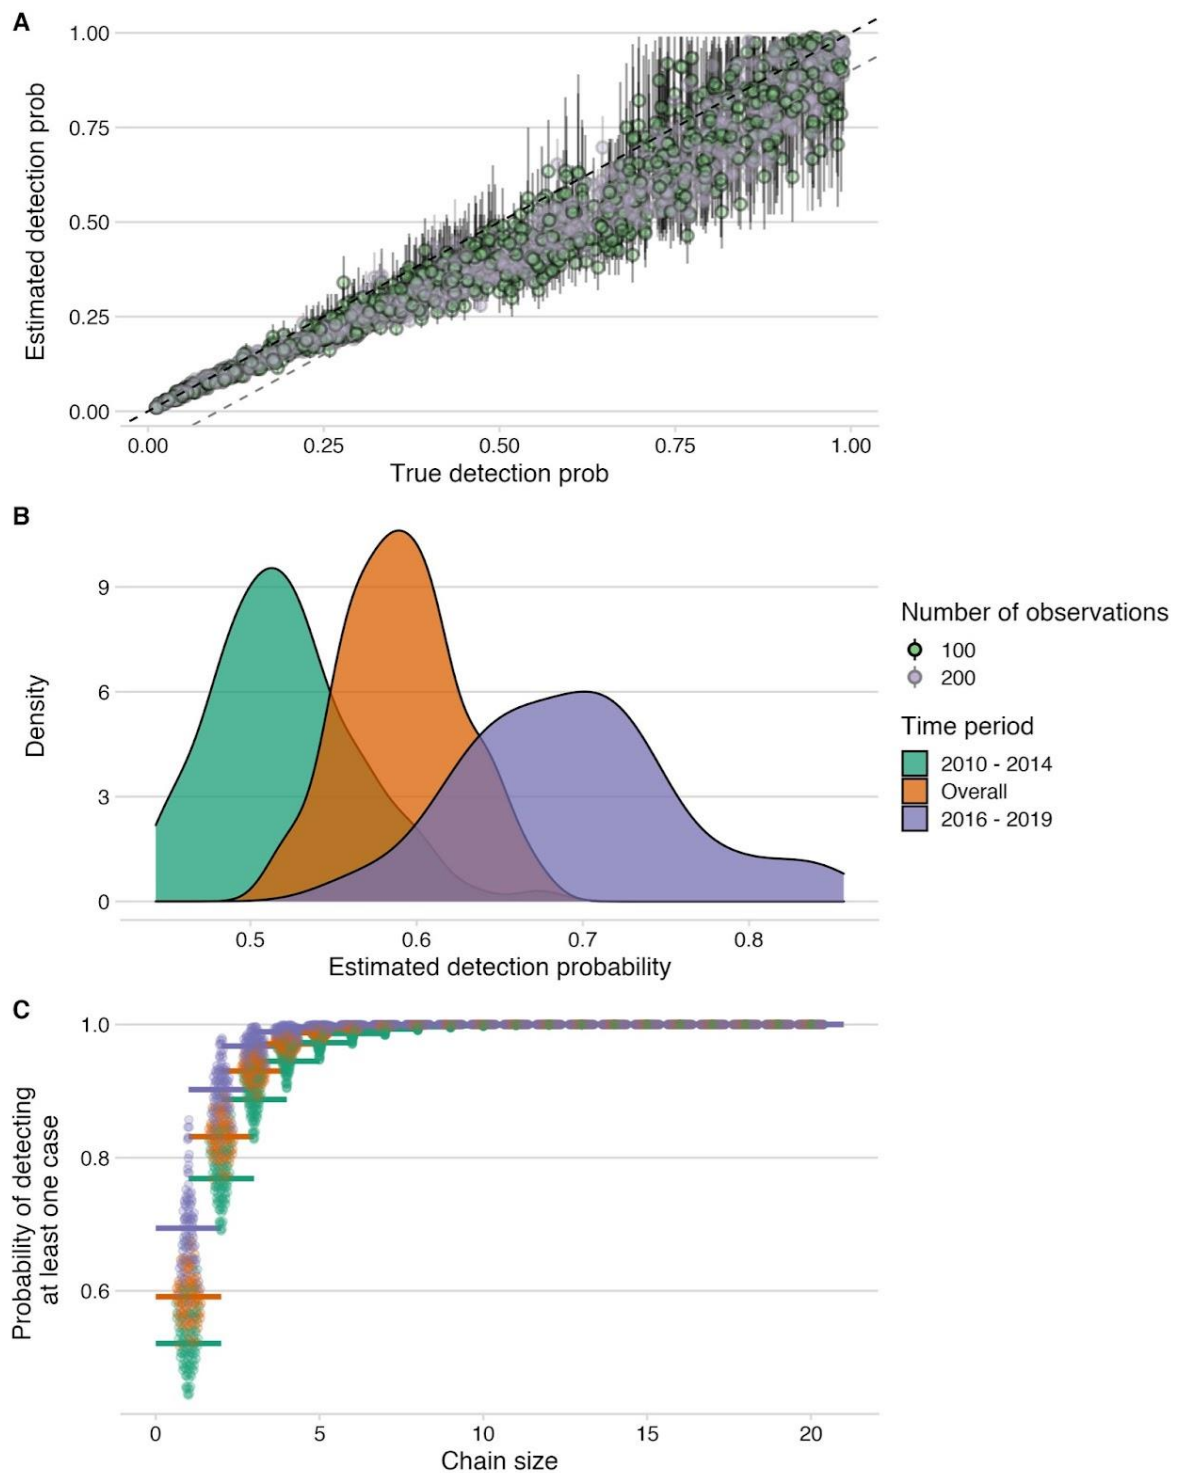 A
1.00
0.75
0.50
0.25
0.00
Estimated detection prob
0.00 0.25 0.50 0.75 1.00
True detection prob
B
9
6
3
0
Density
0.5 0.6 0.7 0.8
Estimated detection probability
Number of observations
100
200
Time period
2010 - 2014
Overall
2016 - 2019
C
1.0
0.8
0.6
Probability of detecting
at least one case
0 5 10 15 20
Chain size